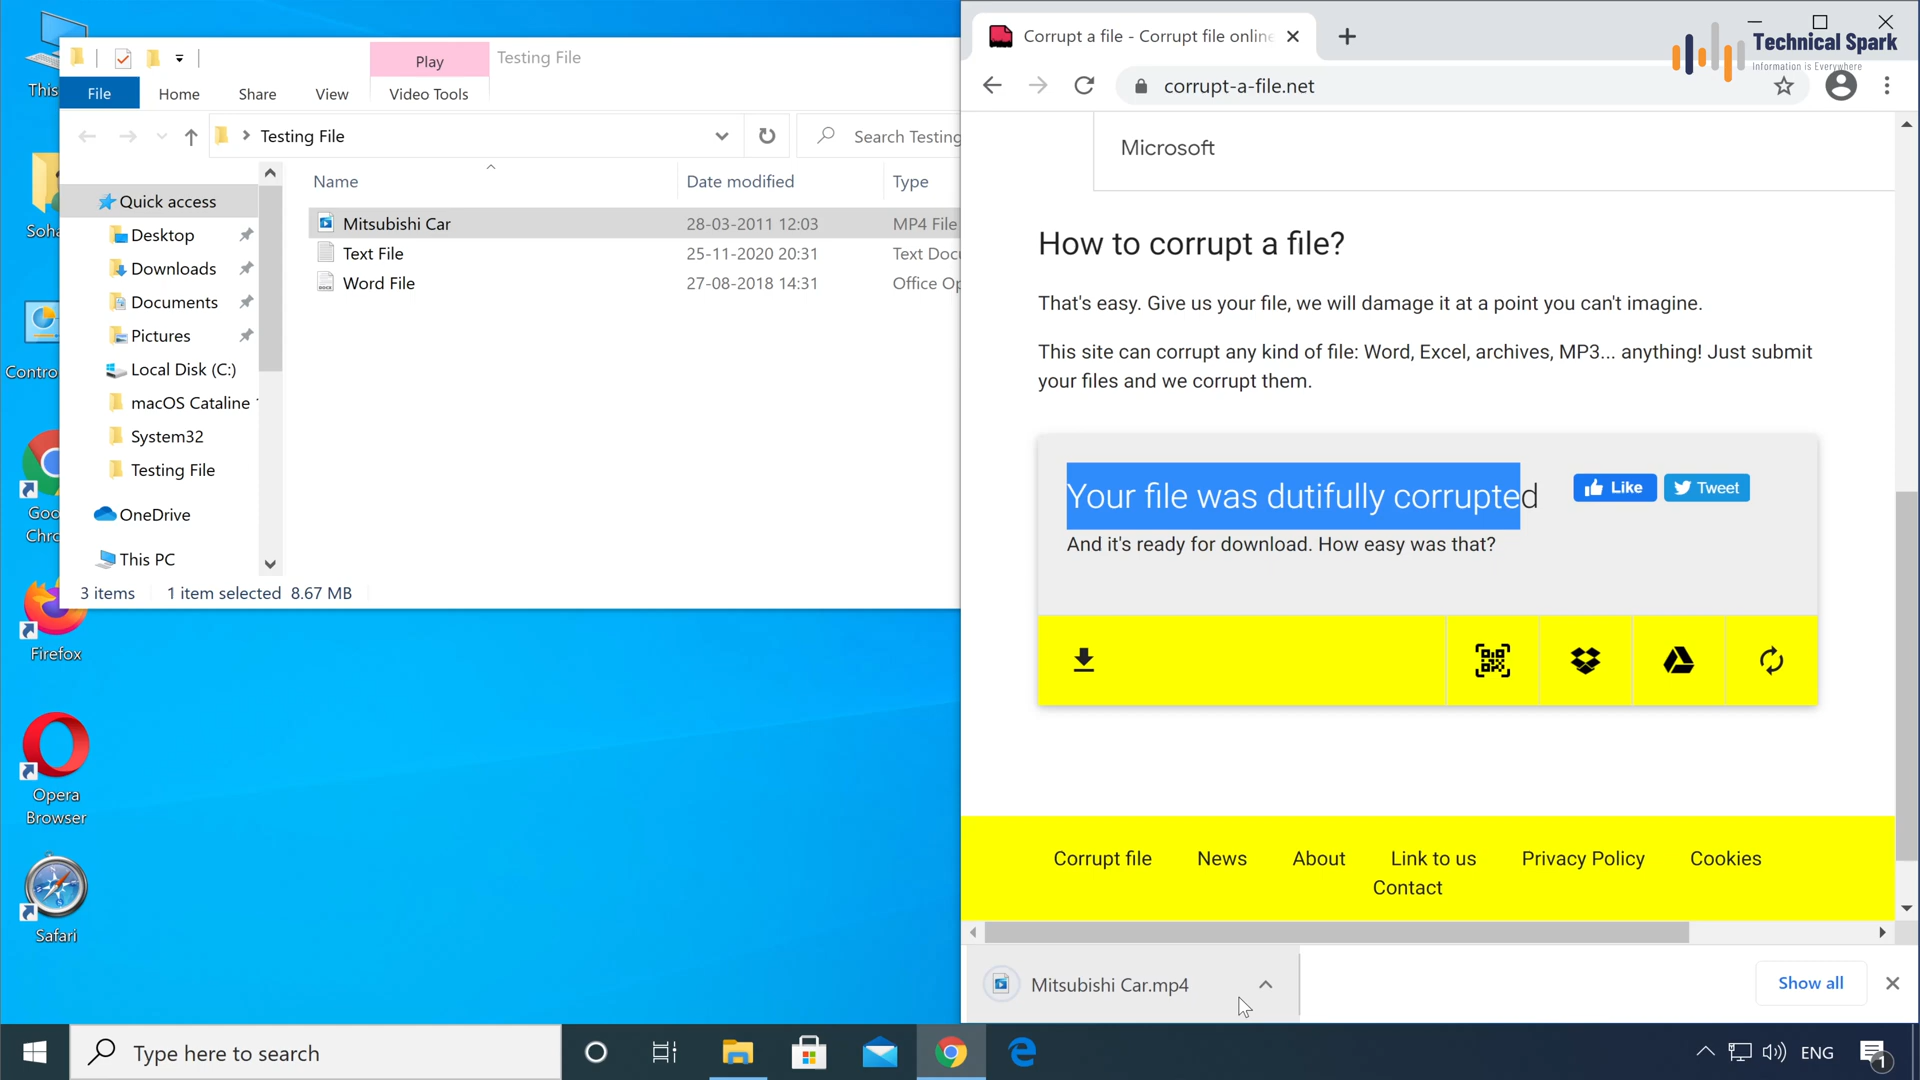 This
Soha
Contro
Goo
Chro
Firefox
Opera
Browser
Safari
Play
Testing File
File
Home
Share
View
Video Tools
Testing File
Search Testing
Name
Date modified
Type
Quick access
Desktop
Downloads
Documents
Pictures
Local Disk (C:)
macOS Cataline 1
System32
Testing File
OneDrive
This PC
Mitsubishi Car 28-03-2011 12:03 MP4 File
Text File 25-11-2020 20:31 Text Docu
Word File 27-08-2018 14:31 Office Op
3 items 1 item selected 8.67 MB
Corrupt a file - Corrupt file online
Technical Spark
Information is Everywhere
corrupt-a-file.net
Microsoft
How to corrupt a file?
That's easy. Give us your file, we will damage it at a point you can't imagine.
This site can corrupt any kind of file: Word, Excel, archives, MP3... anything! Just submit
your files and we corrupt them.
Your file was dutifully corrupted
Like
Tweet
And it's ready for download. How easy was that?
Corrupt file News About Link to us Privacy Policy Cookies
Contact
Mitsubishi Car.mp4
Show all
Type here to search
ENG
1